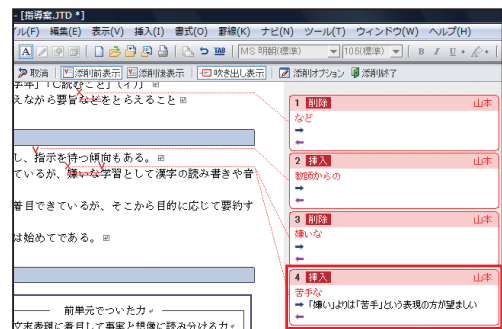 - [指導案.JTD *]
イル(F) 編集(E) 表示(V) 挿入(I) 書式(O) 罫線(K) ナビ(N) ツール(T) ウィンドウ(W) ヘルプ(H)
A MS 明朝(標準) 105(標準) B I U
取消 添削前表示 添削後表示 吹き出し表示 添削オプション 添削終了
学年」「C読むこと」(イ)」
えながら要旨などをとらえること
し、指示を待つ傾向もある。
ているが、嫌いな学習として漢字の読み書きや音
着目できているが、そこから目的に応じて要約す
は始めてである。
前単元でついた力
文末表現に着目して事実と想像に読み分ける力
1 削除 山本
など
2 挿入 山本
教師からの
3 削除 山本
嫌いな
4 挿入 山本
苦手な
「嫌い」よりは「苦手」という表現の方が望ましい